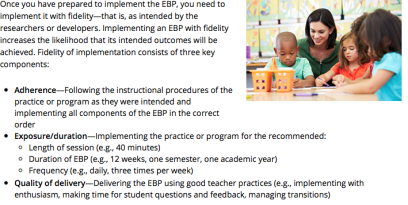 Once you have prepared to implement the EBP, you need to
implement it with fidelity—that is, as intended by the
researchers or developers. Implementing an EBP with fidelity
increases the likelihood that its intended outcomes will be
achieved. Fidelity of implementation consists of three key
components:
• Adherence—Following the instructional procedures of the
practice or program as they were intended and
implementing all components of the EBP in the correct
order
• Exposure/duration—Implementing the practice or program for the recommended:
○ Length of session (e.g., 40 minutes)
○ Duration of EBP (e.g., 12 weeks, one semester, one academic year)
○ Frequency (e.g., daily, three times per week)
• Quality of delivery—Delivering the EBP using good teacher practices (e.g., implementing with
enthusiasm, making time for student questions and feedback, managing transitions)